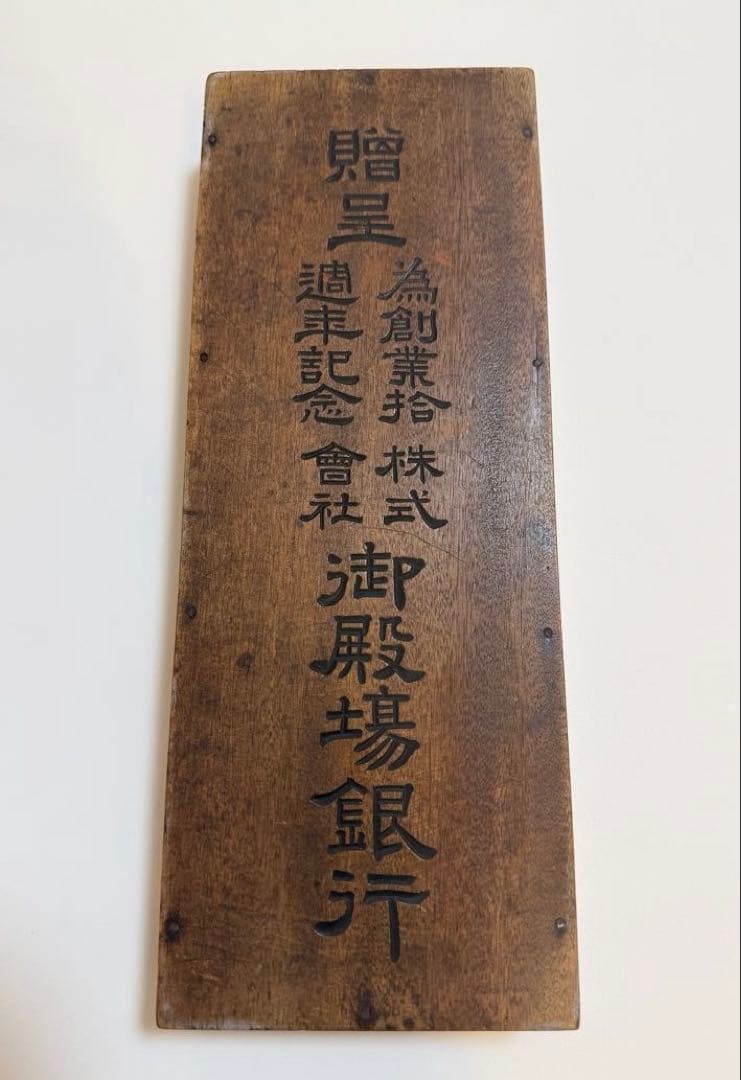 贈呈
為創業拾
週年記念
株式
會社
御殿場銀行